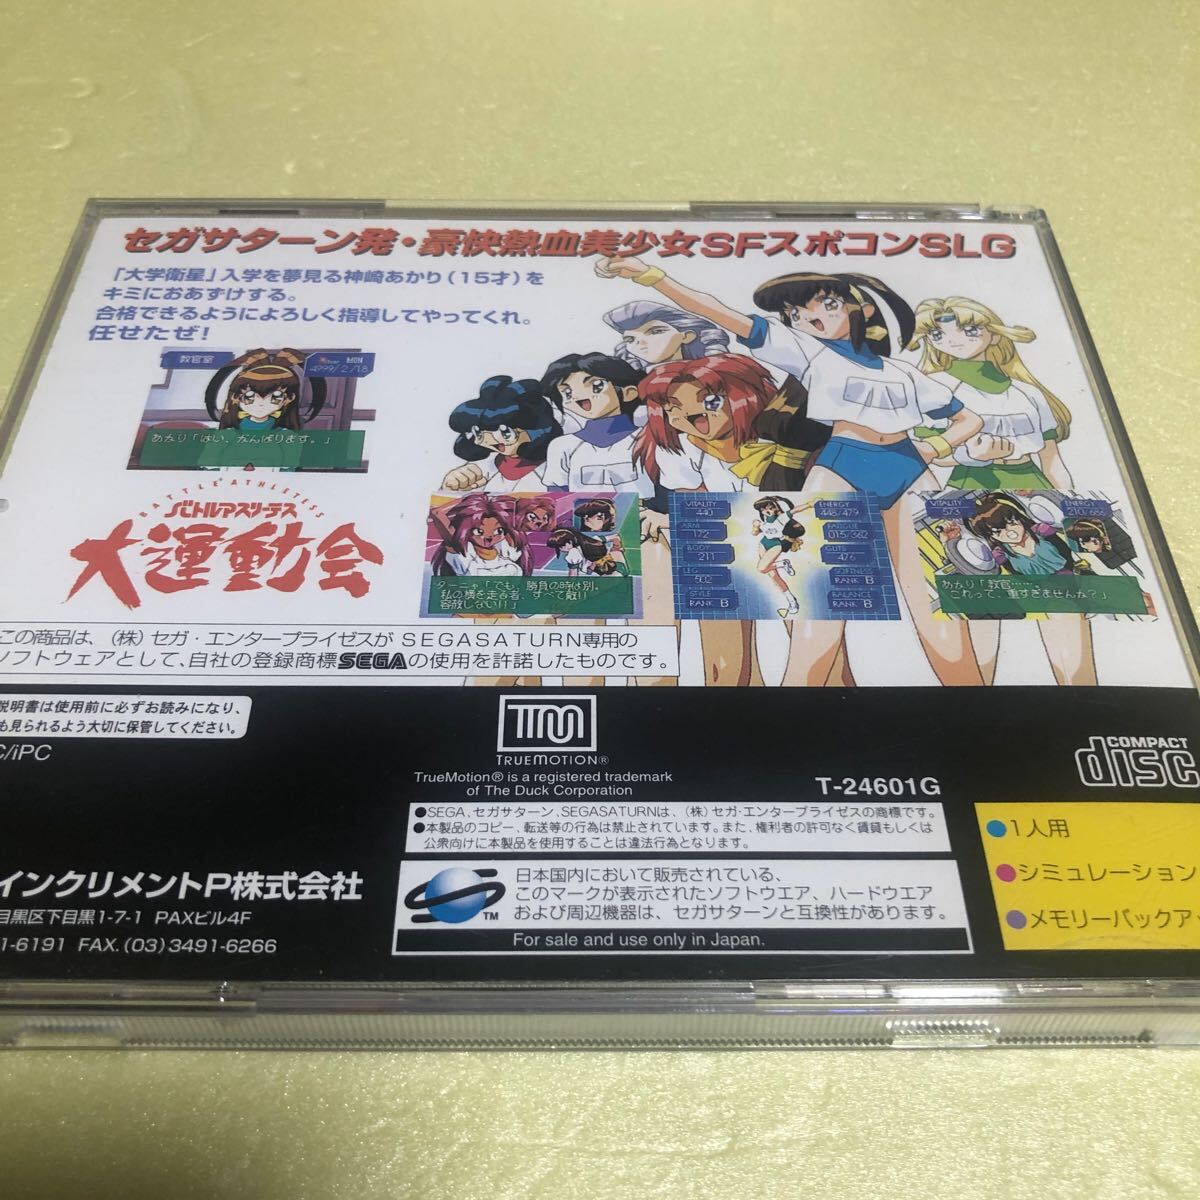 セガサターン発・豪快熱血美少女SFスポコンSLG
「大学衛星」入学を夢見る神崎あかり(15才)を
キミにおあずけする。
合格できるようによろしく指導してやってくれ。
任せたぜ!
教官室
MON
4999/2/18
あかり「はい、がんばります。」
BATTLE ATHLETESS
バトルアスリーテス
大運動会
ターニャ「でも、勝負の時は別。
私の横を走る者、すべて敵!!
容赦しない!!」
VITALITY
440
ARM
172
BODY
211
LEG
502
STYLE
RANK B
ENERGY
448/479
FATIGUE
015/362
GUTS
476
SOFTNESS
RANK B
BALANCE
RANK B
VITALITY
573
ENERGY
210/666
あかり「教官……。
これって、重すぎませんか?」
この商品は、(株)セガ・エンタープライゼスがSEGASATURN専用の
ソフトウェアとして、自社の登録商標SEGAの使用を許諾したものです。
説明書は使用前に必ずお読みになり、
も見られるよう大切に保管してください。
C/iPC
TM
TRUEMOTION®
TrueMotion® is a registered trademark
of The Duck Corporation
T-24601G
COMPACT
disc
●SEGA、セガサターン、SEGASATURNは、(株)セガ・エンタープライゼスの商標です。
●本製品のコピー、転送等の行為は禁止されています。また、権利者の許可なく賃貸もしくは
公衆向けに本製品を使用することは違法行為となります。
インクリメントP株式会社
目黒区下目黒1-7-1 PAXビル4F
1-6191 FAX.(03)3491-6266
TM
日本国内において販売されている、
このマークが表示されたソフトウエア、ハードウエア
および周辺機器は、セガサターンと互換性があります。
For sale and use only in Japan.
●1人用
●シミュレーション
●メモリーバックア